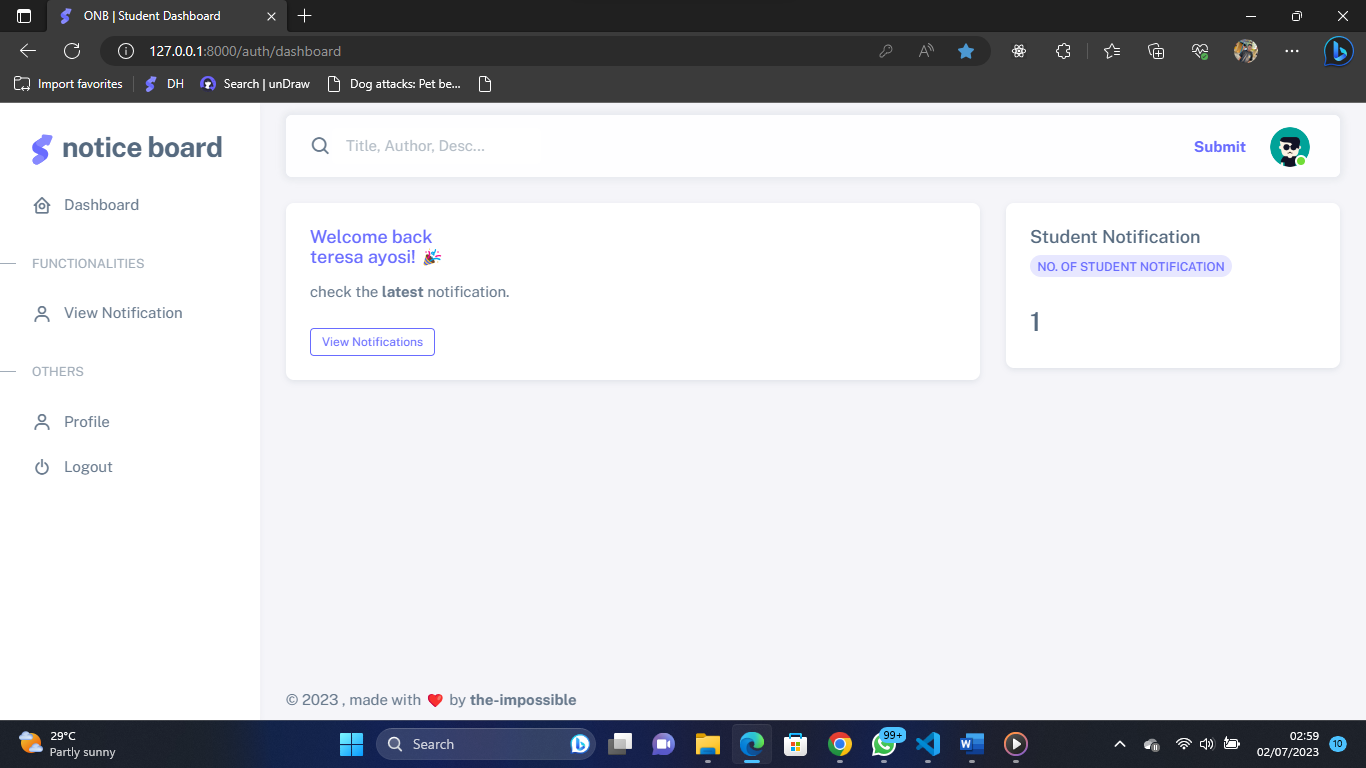 ONB | Student Dashboard
127.0.0.1:8000/auth/dashboard
Import favorites
DH
Search | unDraw
Dog attacks: Pet be...
notice board
Title, Author, Desc...
Submit
Dashboard
FUNCTIONALITIES
View Notification
OTHERS
Profile
Logout
Welcome back
teresa ayosi!
check the latest notification.
View Notifications
Student Notification
NO. OF STUDENT NOTIFICATION
1
© 2023 , made with by the-impossible
29°C
Partly sunny
Search
99+
02:59
02/07/2023
10